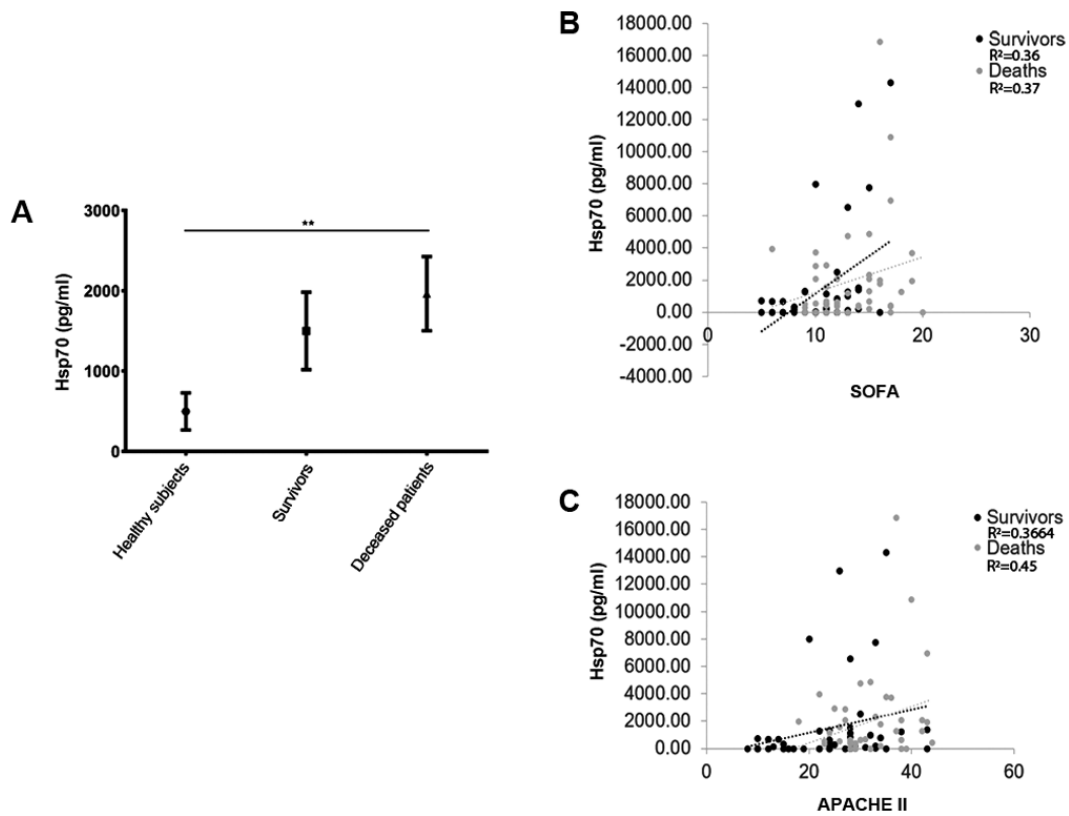 A
Hsp70 (pg/ml)
3000
2000
1000
0
**
Healthy subjects
Survivors
Deceased patients
B
Hsp70 (pg/ml)
18000.00
16000.00
14000.00
12000.00
10000.00
8000.00
6000.00
4000.00
2000.00
0.00
-2000.00
-4000.00
0
10
20
30
SOFA
Survivors
R²=0.36
Deaths
R²=0.37
C
Hsp70 (pg/ml)
18000.00
16000.00
14000.00
12000.00
10000.00
8000.00
6000.00
4000.00
2000.00
0.00
0
20
40
60
APACHE II
Survivors
R²=0.3664
Deaths
R²=0.45